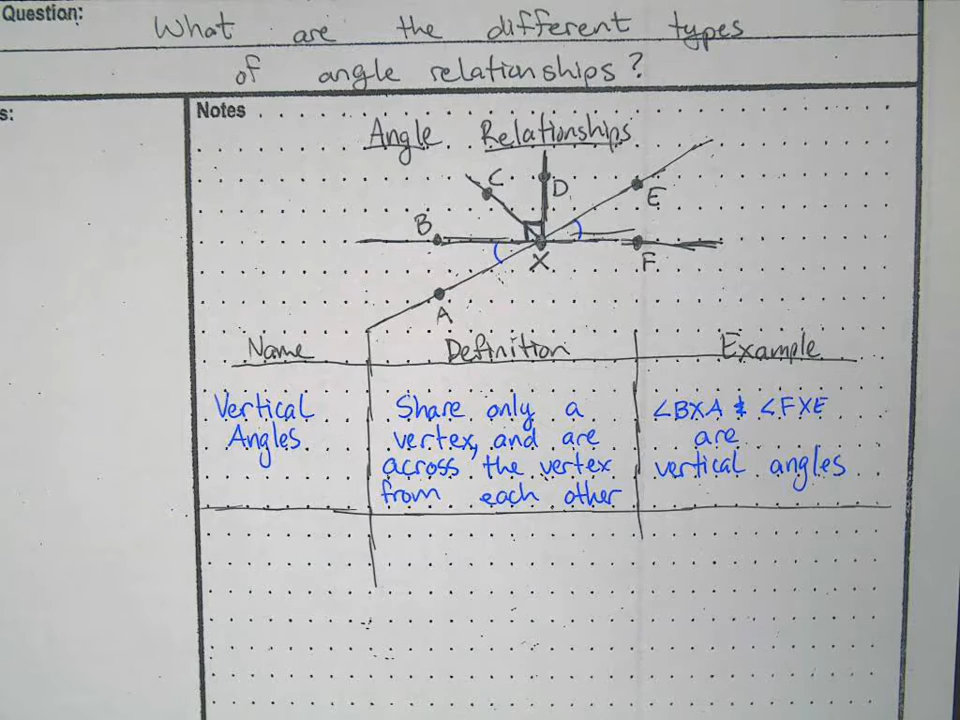 Question:
What are the different types
of angle relationships?
s:
Notes
Angle Relationships
C
D
E
B
X
F
A
Name Definition Example
Vertical
Angles
Share only a
vertex, and are
across the vertex
from each other
∠BXA & ∠FXE
are
vertical angles